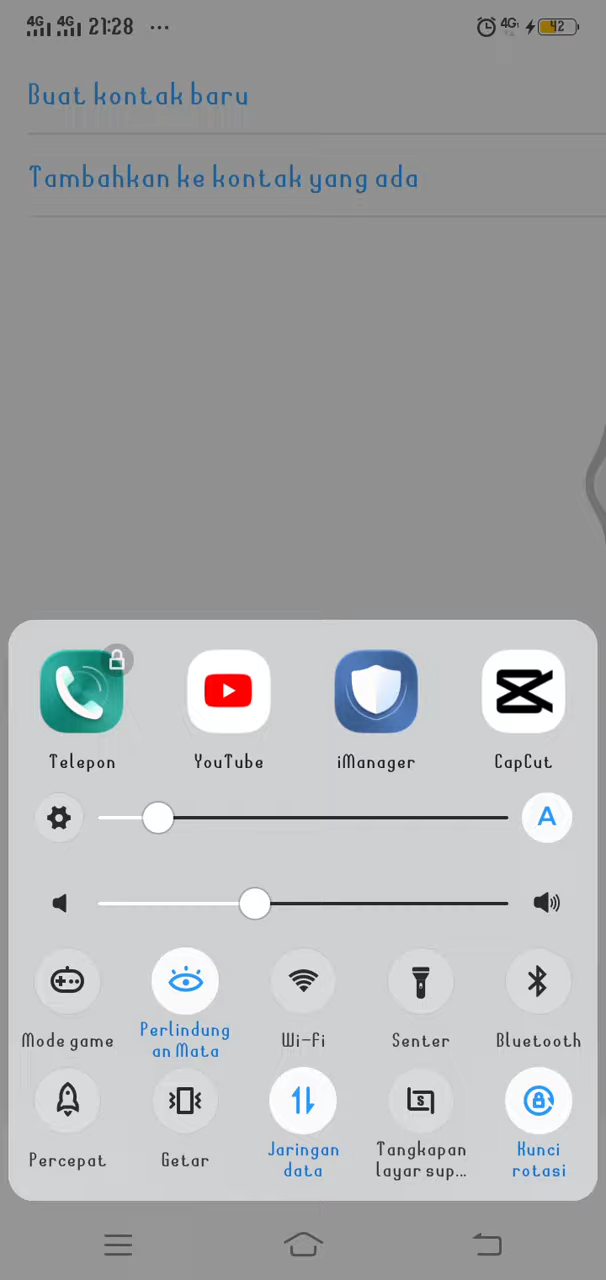 4G 4G 21:28 ... 4G 42
Buat kontak baru
Tambahkan ke kontak yang ada
Telepon YouTube iManager CapCut
A
Mode game Perlindung
an Mata Wi-Fi Senter Bluetooth
Percepat Getar Jaringan
data Tangkapan
layar sup... Kunci
rotasi